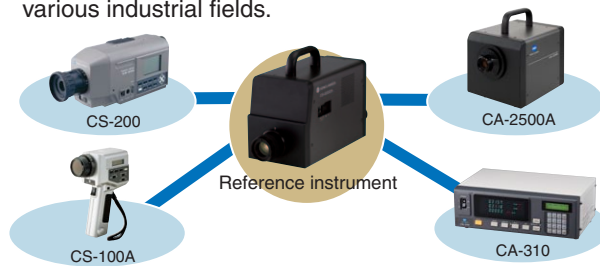 various industrial fields.
CS-200
CA-2500A
Reference instrument
CS-100A
CA-310